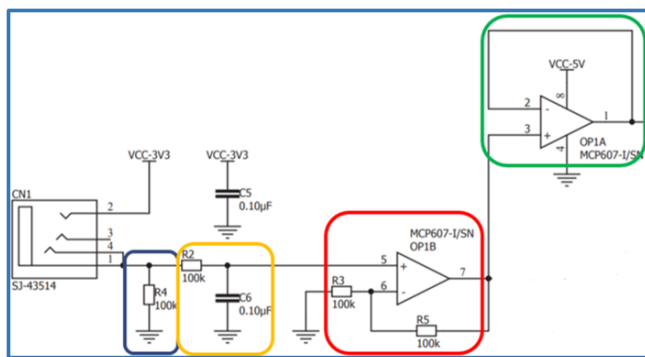 VCC-5V
2
8
1
3
OP1A
4
MCP607-I/SN
VCC-3V3
VCC-3V3
CN1
2
C5
0.10µF
3
4
1
R2
100k
MCP607-I/SN
OP1B
5
7
SJ-43514
R4
100k
C6
0.10µF
R3
100k
6
R5
100k